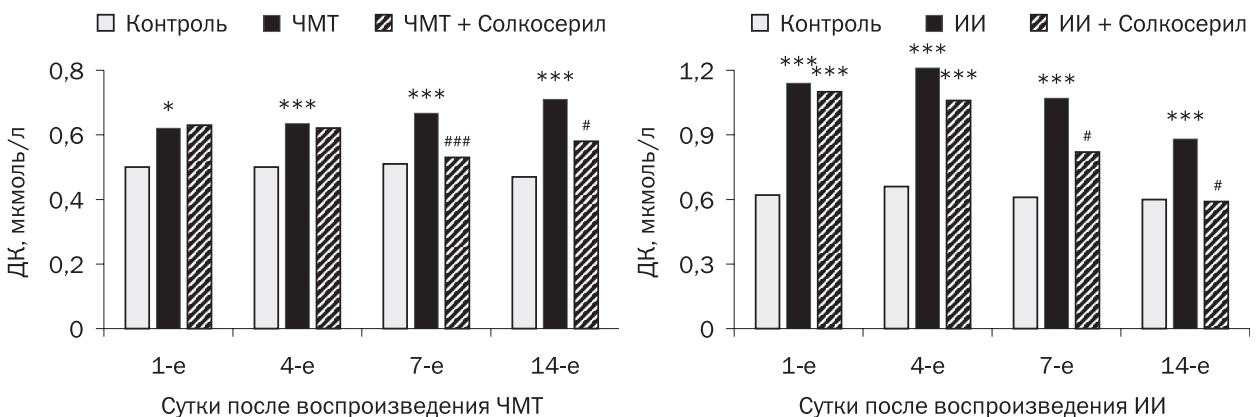 Контроль ЧМТ ЧМТ + Солкосерил
ДК, мкмоль/л
0,8
0,6
0,4
0,2
0
* *** *** ***
### #
1-е 4-е 7-е 14-е
Сутки после воспроизведения ЧМТ
Контроль ИИ ИИ + Солкосерил
ДК, мкмоль/л
1,2
0,9
0,6
0,3
0
*** *** *** *** *** ***
# #
1-е 4-е 7-е 14-е
Сутки после воспроизведения ИИ